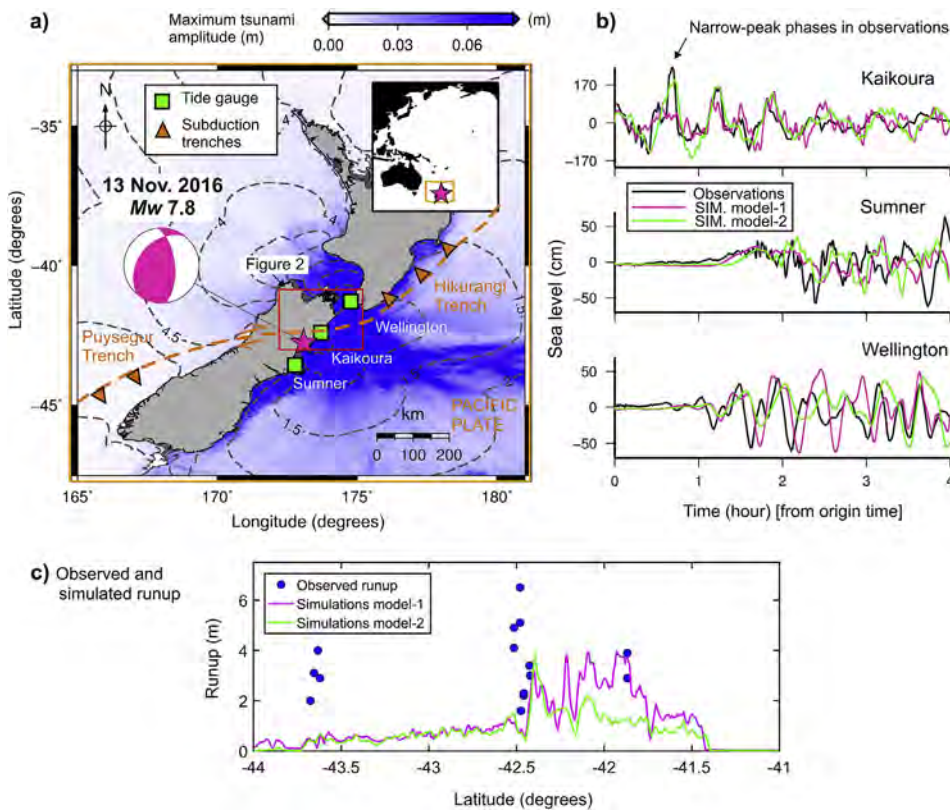 a)
Maximum tsunami
amplitude (m)
(m)
0.00
0.03
0.06
N
Tide gauge
Subduction
trenches
13 Nov. 2016
Mw 7.8
4
4
4.5
1.5
Figure 2
Hikurangi
Trench
Puysegur
Trench
Wellington
Kaikoura
Sumner
PACIFIC
PLATE
km
0
100
200
−35˚
−40˚
−45˚
Latitude (degrees)
165˚
170˚
175˚
180˚
Longitude (degrees)
b)
Narrow-peak phases in observations
Kaikoura
170
0
−170
Observations
SIM. model-1
SIM. model-2
Sumner
50
0
−50
Wellington
50
0
−50
Sea level (cm)
0
1
2
3
4
Time (hour) [from origin time]
c) Observed and
simulated runup
Observed runup
Simulations model-1
Simulations model-2
6
4
2
0
Runup (m)
-44
-43.5
-43
-42.5
-42
-41.5
-41
Latitude (degrees)